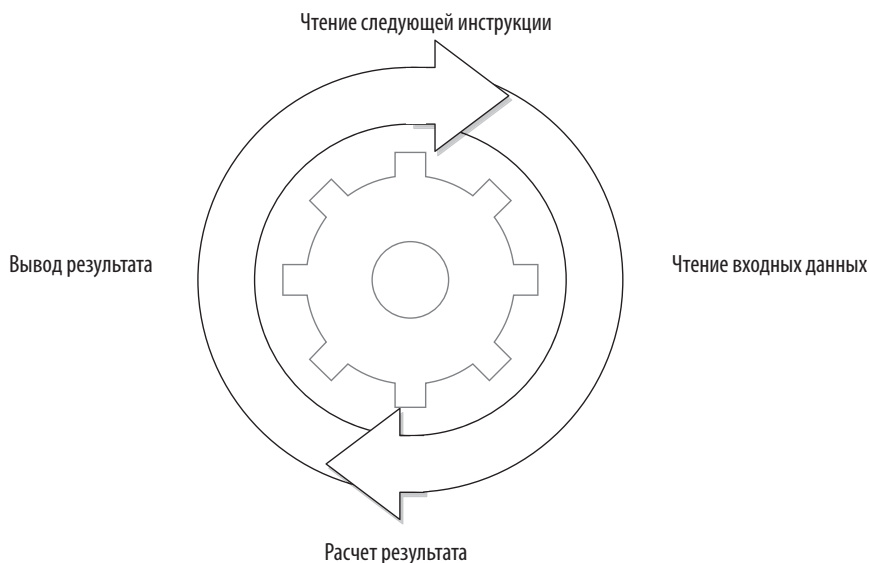 Чтение следующей инструкции
Вывод результата
Чтение входных данных
Расчет результата